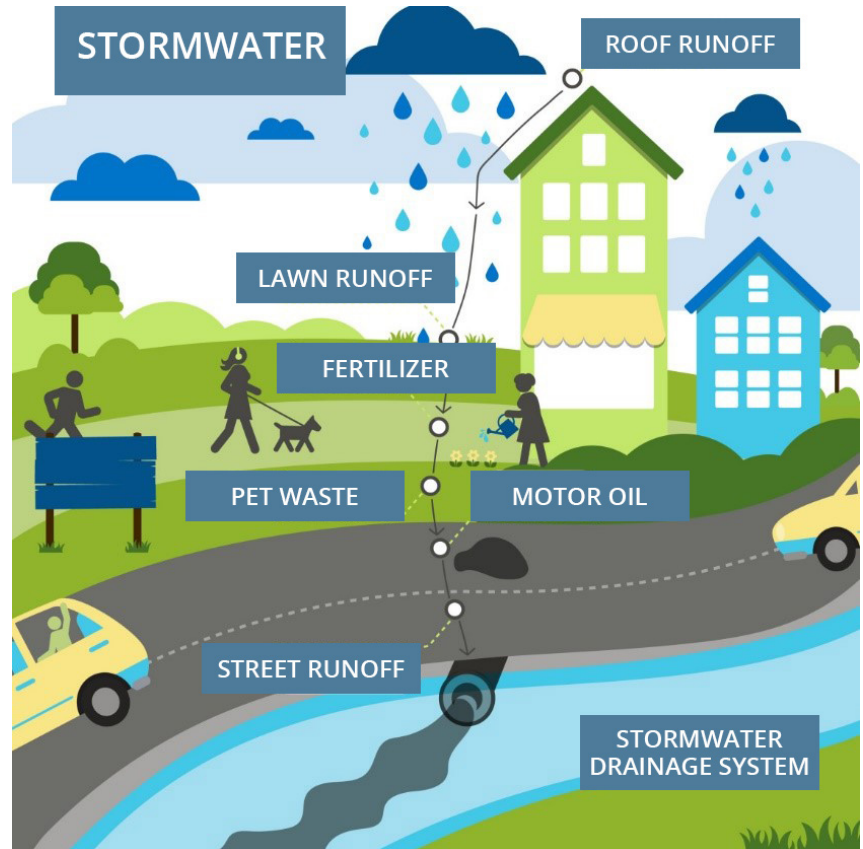 STORMWATER
ROOF RUNOFF
LAWN RUNOFF
FERTILIZER
PET WASTE
MOTOR OIL
STREET RUNOFF
STORMWATER
DRAINAGE SYSTEM